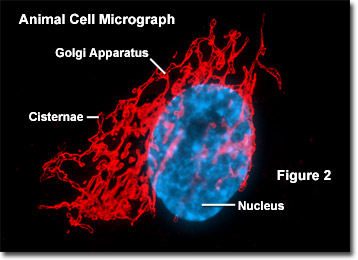 Animal Cell Micrograph
Golgi Apparatus
Cisternae
Figure 2
Nucleus